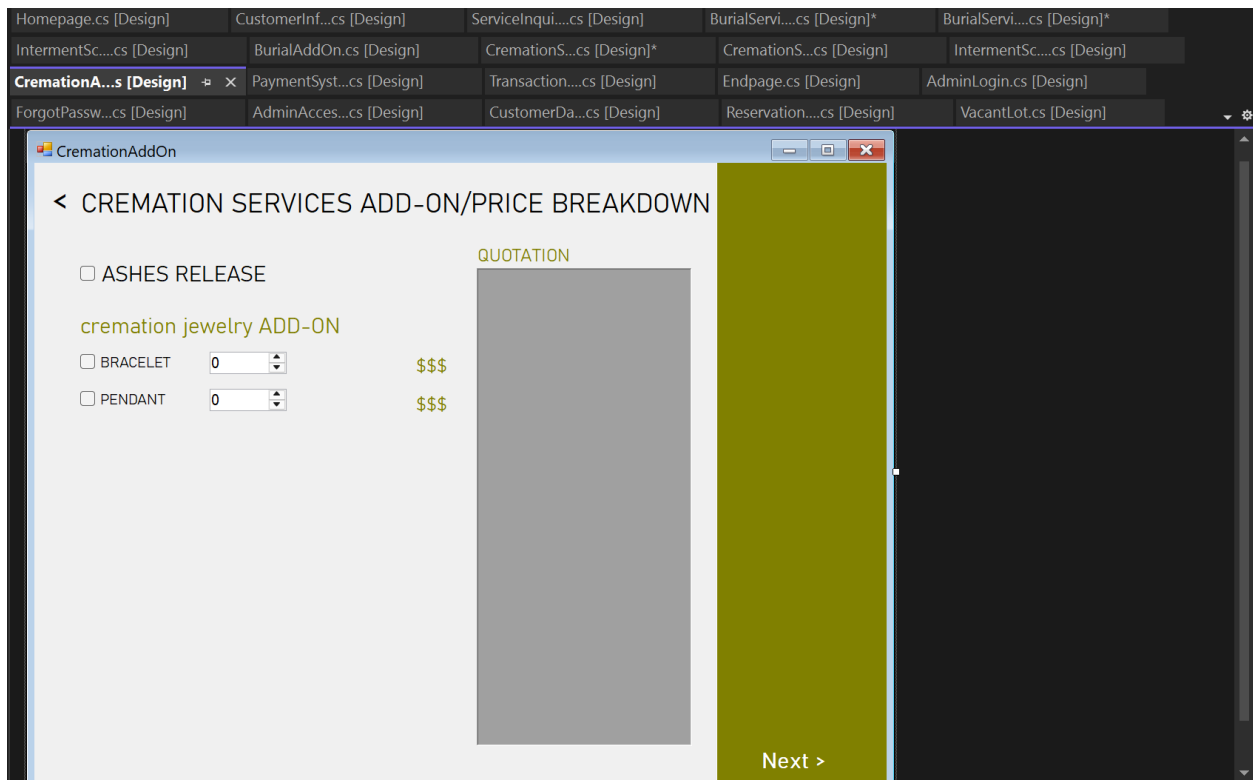 Homepage.cs [Design] CustomerInf...cs [Design] ServiceInqui....cs [Design] BurialServi....cs [Design]* BurialServi....cs [Design]*
IntermentSc....cs [Design] BurialAddOn.cs [Design] CremationS...cs [Design]* CremationS...cs [Design] IntermentSc....cs [Design]
CremationA...s [Design] PaymentSyst...cs [Design] Transaction....cs [Design] Endpage.cs [Design] AdminLogin.cs [Design]
ForgotPassw...cs [Design] AdminAcces...cs [Design] CustomerDa...cs [Design] Reservation....cs [Design] VacantLot.cs [Design]
CremationAddOn
< CREMATION SERVICES ADD-ON/PRICE BREAKDOWN
QUOTATION
ASHES RELEASE
cremation jewelry ADD-ON
BRACELET 0 $$$
PENDANT 0 $$$
Next >